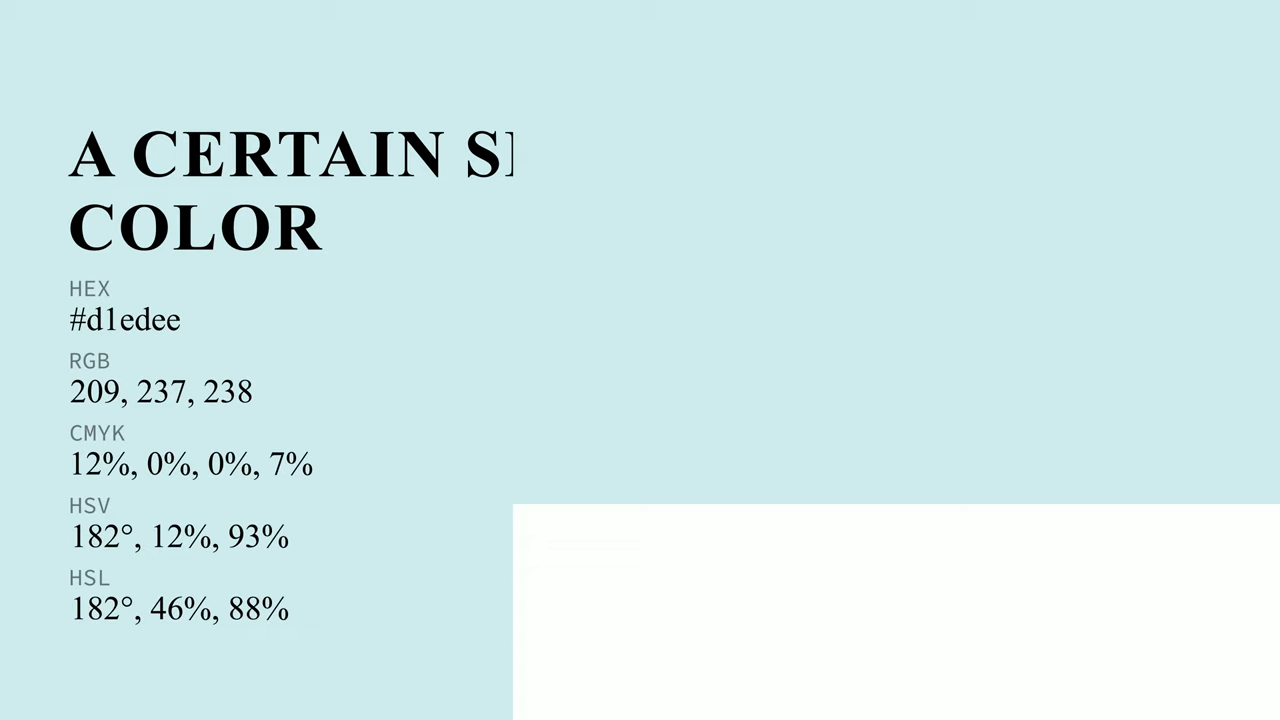 A CERTAIN
COLOR
HEX
#d1edee
RGB
209, 237, 238
CMYK
12%, 0%, 0%, 7%
HSV
182°, 12%, 93%
HSL
182°, 46%, 88%